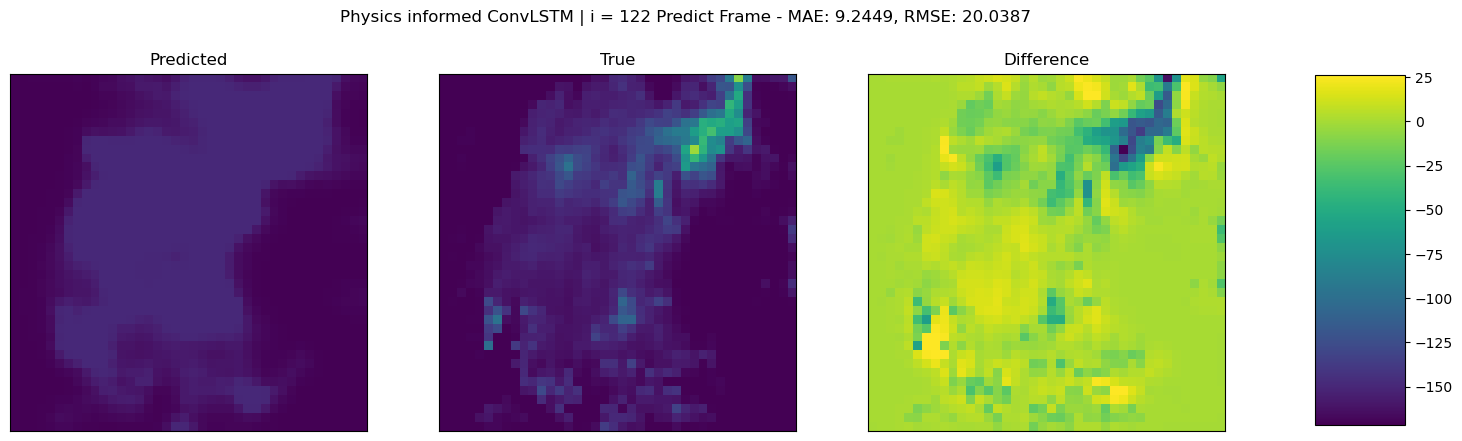 Physics informed ConvLSTM | i = 122 Predict Frame - MAE: 9.2449, RMSE: 20.0387
Predicted
True
Difference
25
0
−25
−50
−75
−100
−125
−150